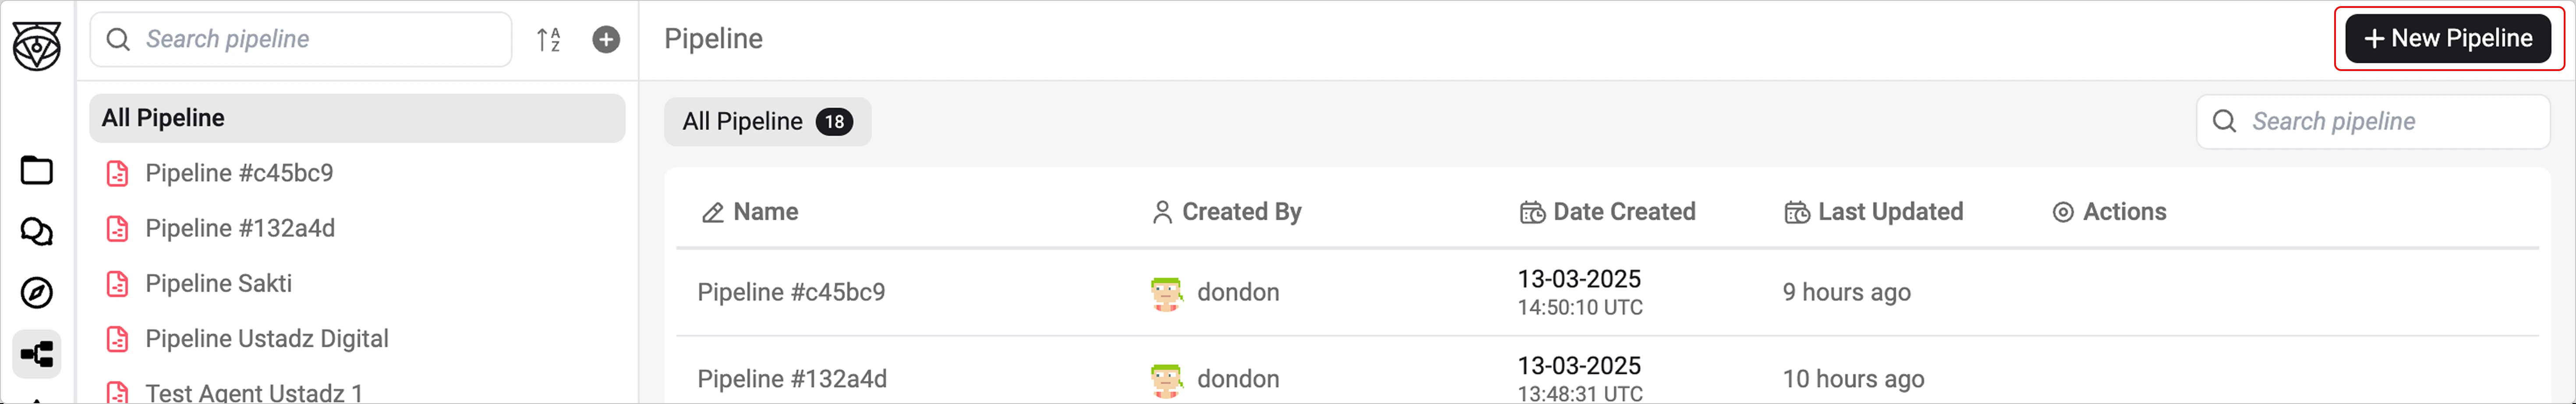 Search pipeline
A
Z
Pipeline
New Pipeline
All Pipeline
Pipeline #c45bc9
Pipeline #132a4d
Pipeline Sakti
Pipeline Ustadz Digital
Test Agent Ustadz 1
All Pipeline 18
Search pipeline
Name Created By Date Created Last Updated Actions
Pipeline #c45bc9 dondon 13-03-2025 9 hours ago
14:50:10 UTC
Pipeline #132a4d dondon 13-03-2025 10 hours ago
13:48:31 UTC